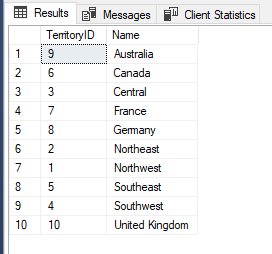 Results Messages Client Statistics
TerritoryID Name
1 9 Australia
2 6 Canada
3 3 Central
4 7 France
5 8 Germany
6 2 Northeast
7 1 Northwest
8 5 Southeast
9 4 Southwest
10 10 United Kingdom